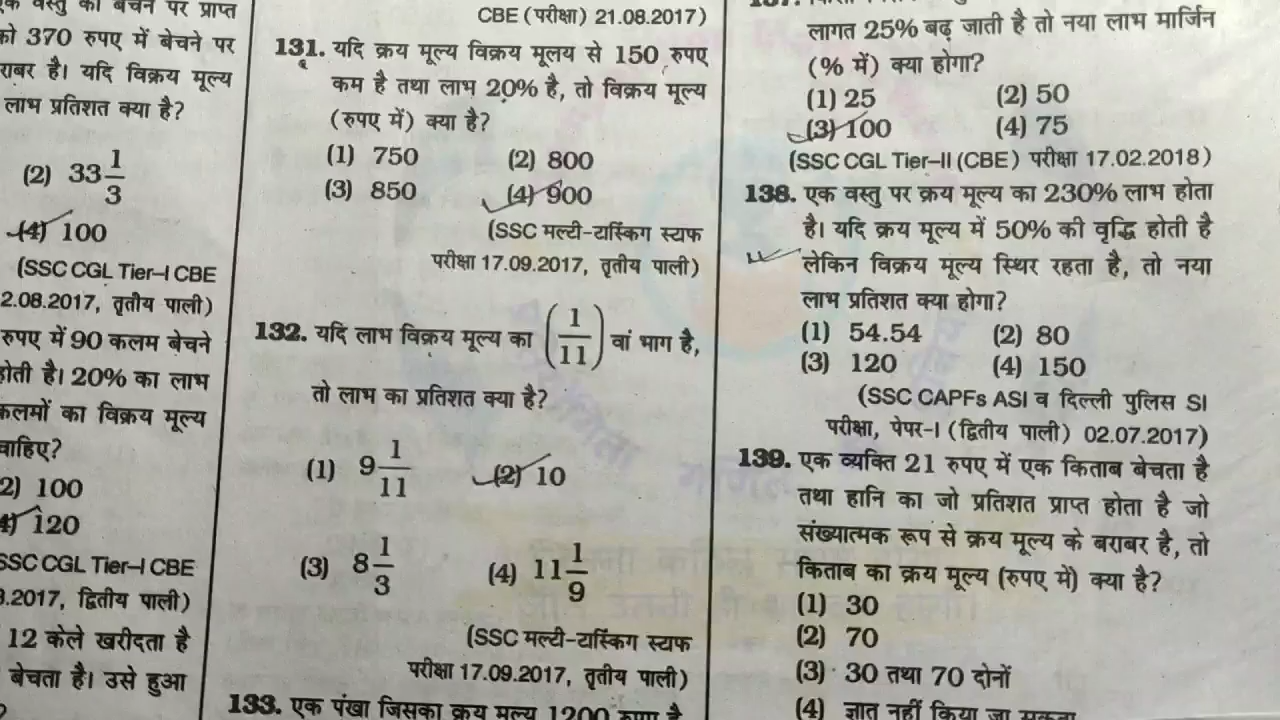 एक वस्तु को बेचने पर प्राप्त
को 370 रुपए में बेचने पर
राबर है। यदि विक्रय मूल्य
लाभ प्रतिशत क्या है?
(2) 33 1/3
(4) 100
(SSC CGL Tier–I CBE
2.08.2017, तृतीय पाली)
रुपए में 90 कलम बेचने
होती है। 20% का लाभ
कलमों का विक्रय मूल्य
चाहिए?
2) 100
4) 120
SSC CGL Tier–I CBE
8.2017, द्वितीय पाली)
12 केले खरीदता है
बेचता है। उसे हुआ
CBE (परीक्षा) 21.08.2017)
131. यदि क्रय मूल्य विक्रय मूलय से 150 रुपए
कम है तथा लाभ 20% है, तो विक्रय मूल्य
(रुपए में) क्या है?
(1) 750 (2) 800
(3) 850 (4) 900
(SSC मल्टी-टास्किंग स्टाफ
परीक्षा 17.09.2017, तृतीय पाली)
132. यदि लाभ विक्रय मूल्य का (1/11) वां भाग है,
तो लाभ का प्रतिशत क्या है?
(1) 9 1/11 (2) 10
(3) 8 1/3 (4) 11 1/9
(SSC मल्टी-टास्किंग स्टाफ
परीक्षा 17.09.2017, तृतीय पाली)
133. एक पंखा जिसका क्रय मूल्य 1200 रुपए है
लागत 25% बढ़ जाती है तो नया लाभ मार्जिन
(% में) क्या होगा?
(1) 25 (2) 50
(3) 100 (4) 75
(SSC CGL Tier–II (CBE) परीक्षा 17.02.2018)
138. एक वस्तु पर क्रय मूल्य का 230% लाभ होता
है। यदि क्रय मूल्य में 50% की वृद्धि होती है
लेकिन विक्रय मूल्य स्थिर रहता है, तो नया
लाभ प्रतिशत क्या होगा?
(1) 54.54 (2) 80
(3) 120 (4) 150
(SSC CAPFs ASI व दिल्ली पुलिस SI
परीक्षा, पेपर-I (द्वितीय पाली) 02.07.2017)
139. एक व्यक्ति 21 रुपए में एक किताब बेचता है
तथा हानि का जो प्रतिशत प्राप्त होता है जो
संख्यात्मक रूप से क्रय मूल्य के बराबर है, तो
किताब का क्रय मूल्य (रुपए में) क्या है?
(1) 30
(2) 70
(3) 30 तथा 70 दोनों
(4) ज्ञात नहीं किया जा सकता